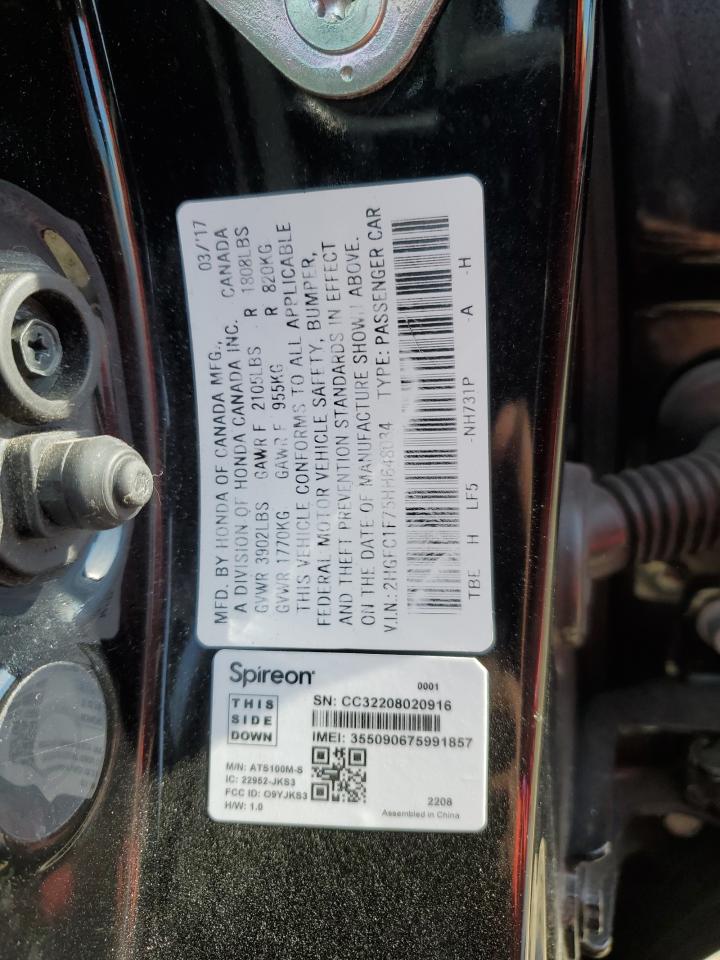 MFD. BY HONDA OF CANADA MFG., 03/'17
A DIVISION OF HONDA CANADA INC. CANADA
GVWR 3902LBS GAWR F 2105LBS R 1808LBS
GVWR 1770KG GAWR F 955KG R 820KG
THIS VEHICLE CONFORMS TO ALL APPLICABLE
FEDERAL MOTOR VEHICLE SAFETY, BUMPER,
AND THEFT PREVENTION STANDARDS IN EFFECT
ON THE DATE OF MANUFACTURE SHOWN ABOVE.
V.I.N.: 2HGFC1F75HH648034 TYPE: PASSENGER CAR
TBE H LF5 -NH731P -A -H
Spireon
0001
THIS
SIDE
DOWN
SN: CC32208020916
IMEI: 355090675991857
M/N: ATS100M-S
IC: 22952-JKS3
FCC ID: O9YJKS3
H/W: 1.0
2208
Assembled in China